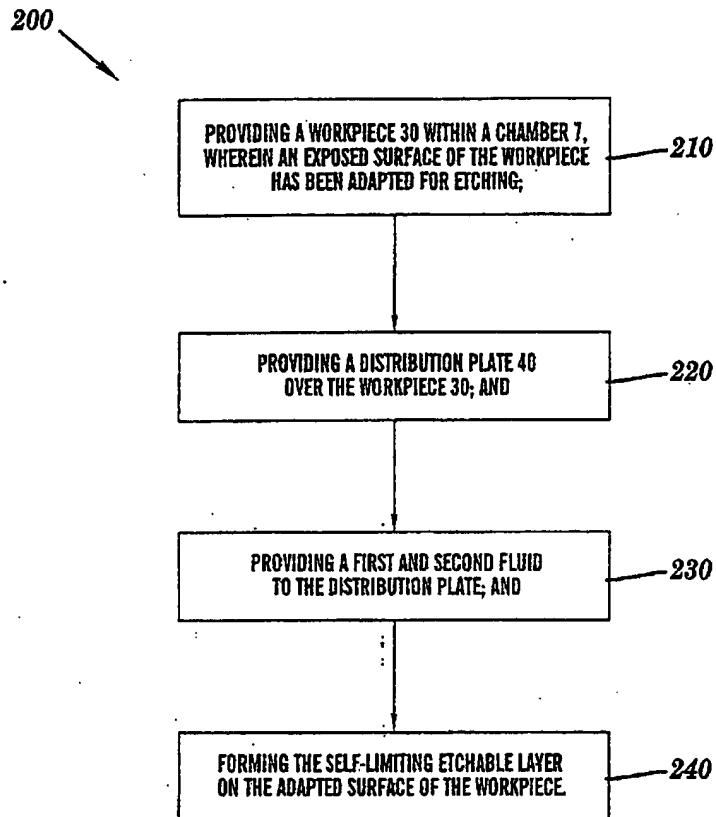 200
PROVIDING A WORKPIECE 30 WITHIN A CHAMBER 7,
WHEREIN AN EXPOSED SURFACE OF THE WORKPIECE
HAS BEEN ADAPTED FOR ETCHING;
210
PROVIDING A DISTRIBUTION PLATE 40
OVER THE WORKPIECE 30; AND
220
PROVIDING A FIRST AND SECOND FLUID
TO THE DISTRIBUTION PLATE; AND
230
FORMING THE SELF-LIMITING ETCHABLE LAYER
ON THE ADAPTED SURFACE OF THE WORKPIECE.
240